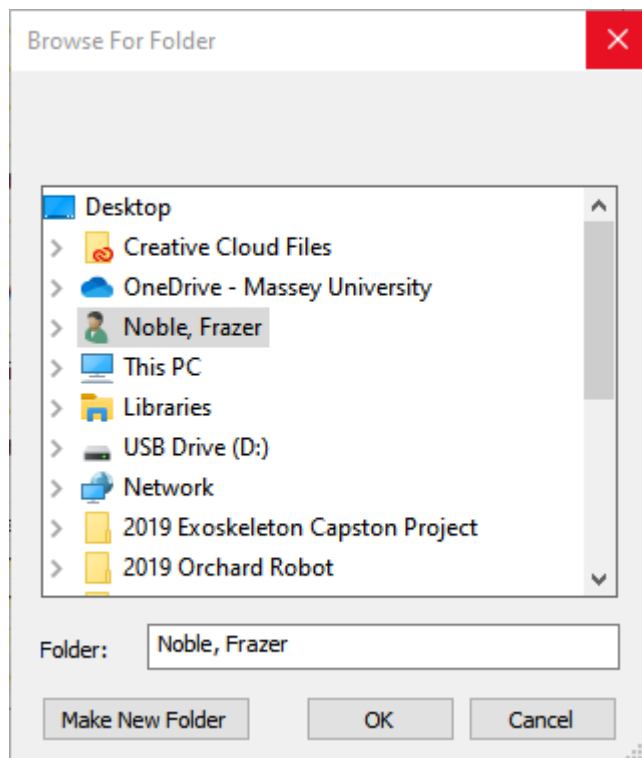 Browse For Folder
Desktop
Creative Cloud Files
OneDrive - Massey University
Noble, Frazer
This PC
Libraries
USB Drive (D:)
Network
2019 Exoskeleton Capston Project
2019 Orchard Robot
Folder: Noble, Frazer
Make New Folder OK Cancel